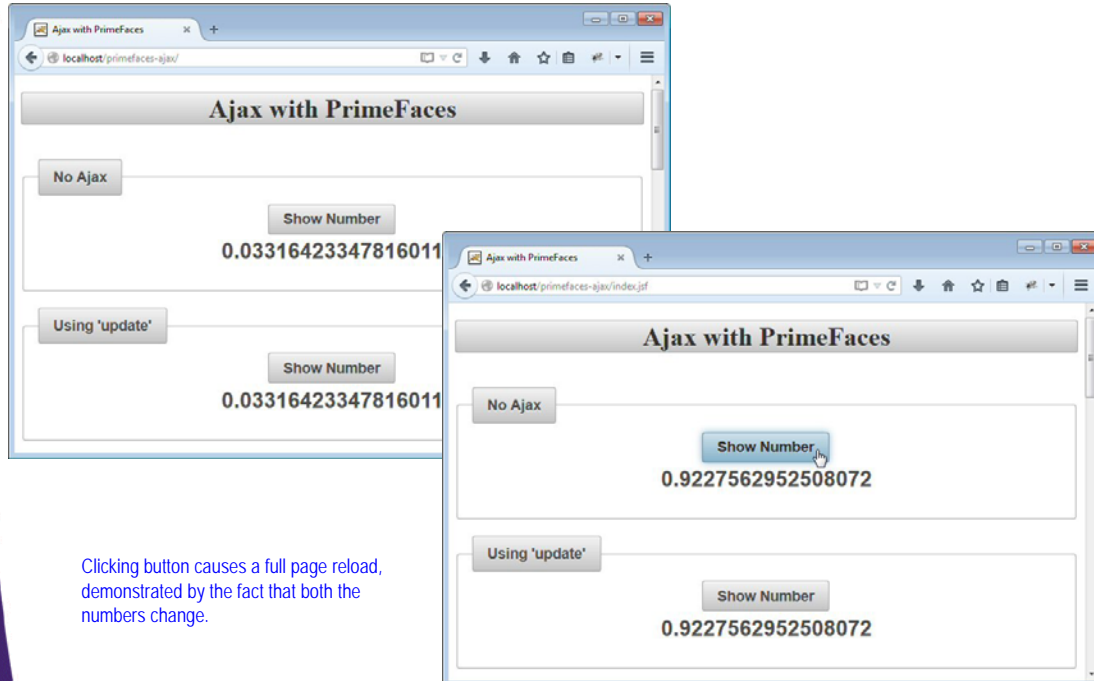 Ajax with PrimeFaces
localhost/primefaces-ajax/
Ajax with PrimeFaces
No Ajax
Show Number
0.03316423347816011
Using 'update'
Show Number
0.03316423347816011
Ajax with PrimeFaces
localhost/primefaces-ajax/index.jsf
Ajax with PrimeFaces
No Ajax
Show Number
0.9227562952508072
Using 'update'
Show Number
0.9227562952508072
Clicking button causes a full page reload,
demonstrated by the fact that both the
numbers change.